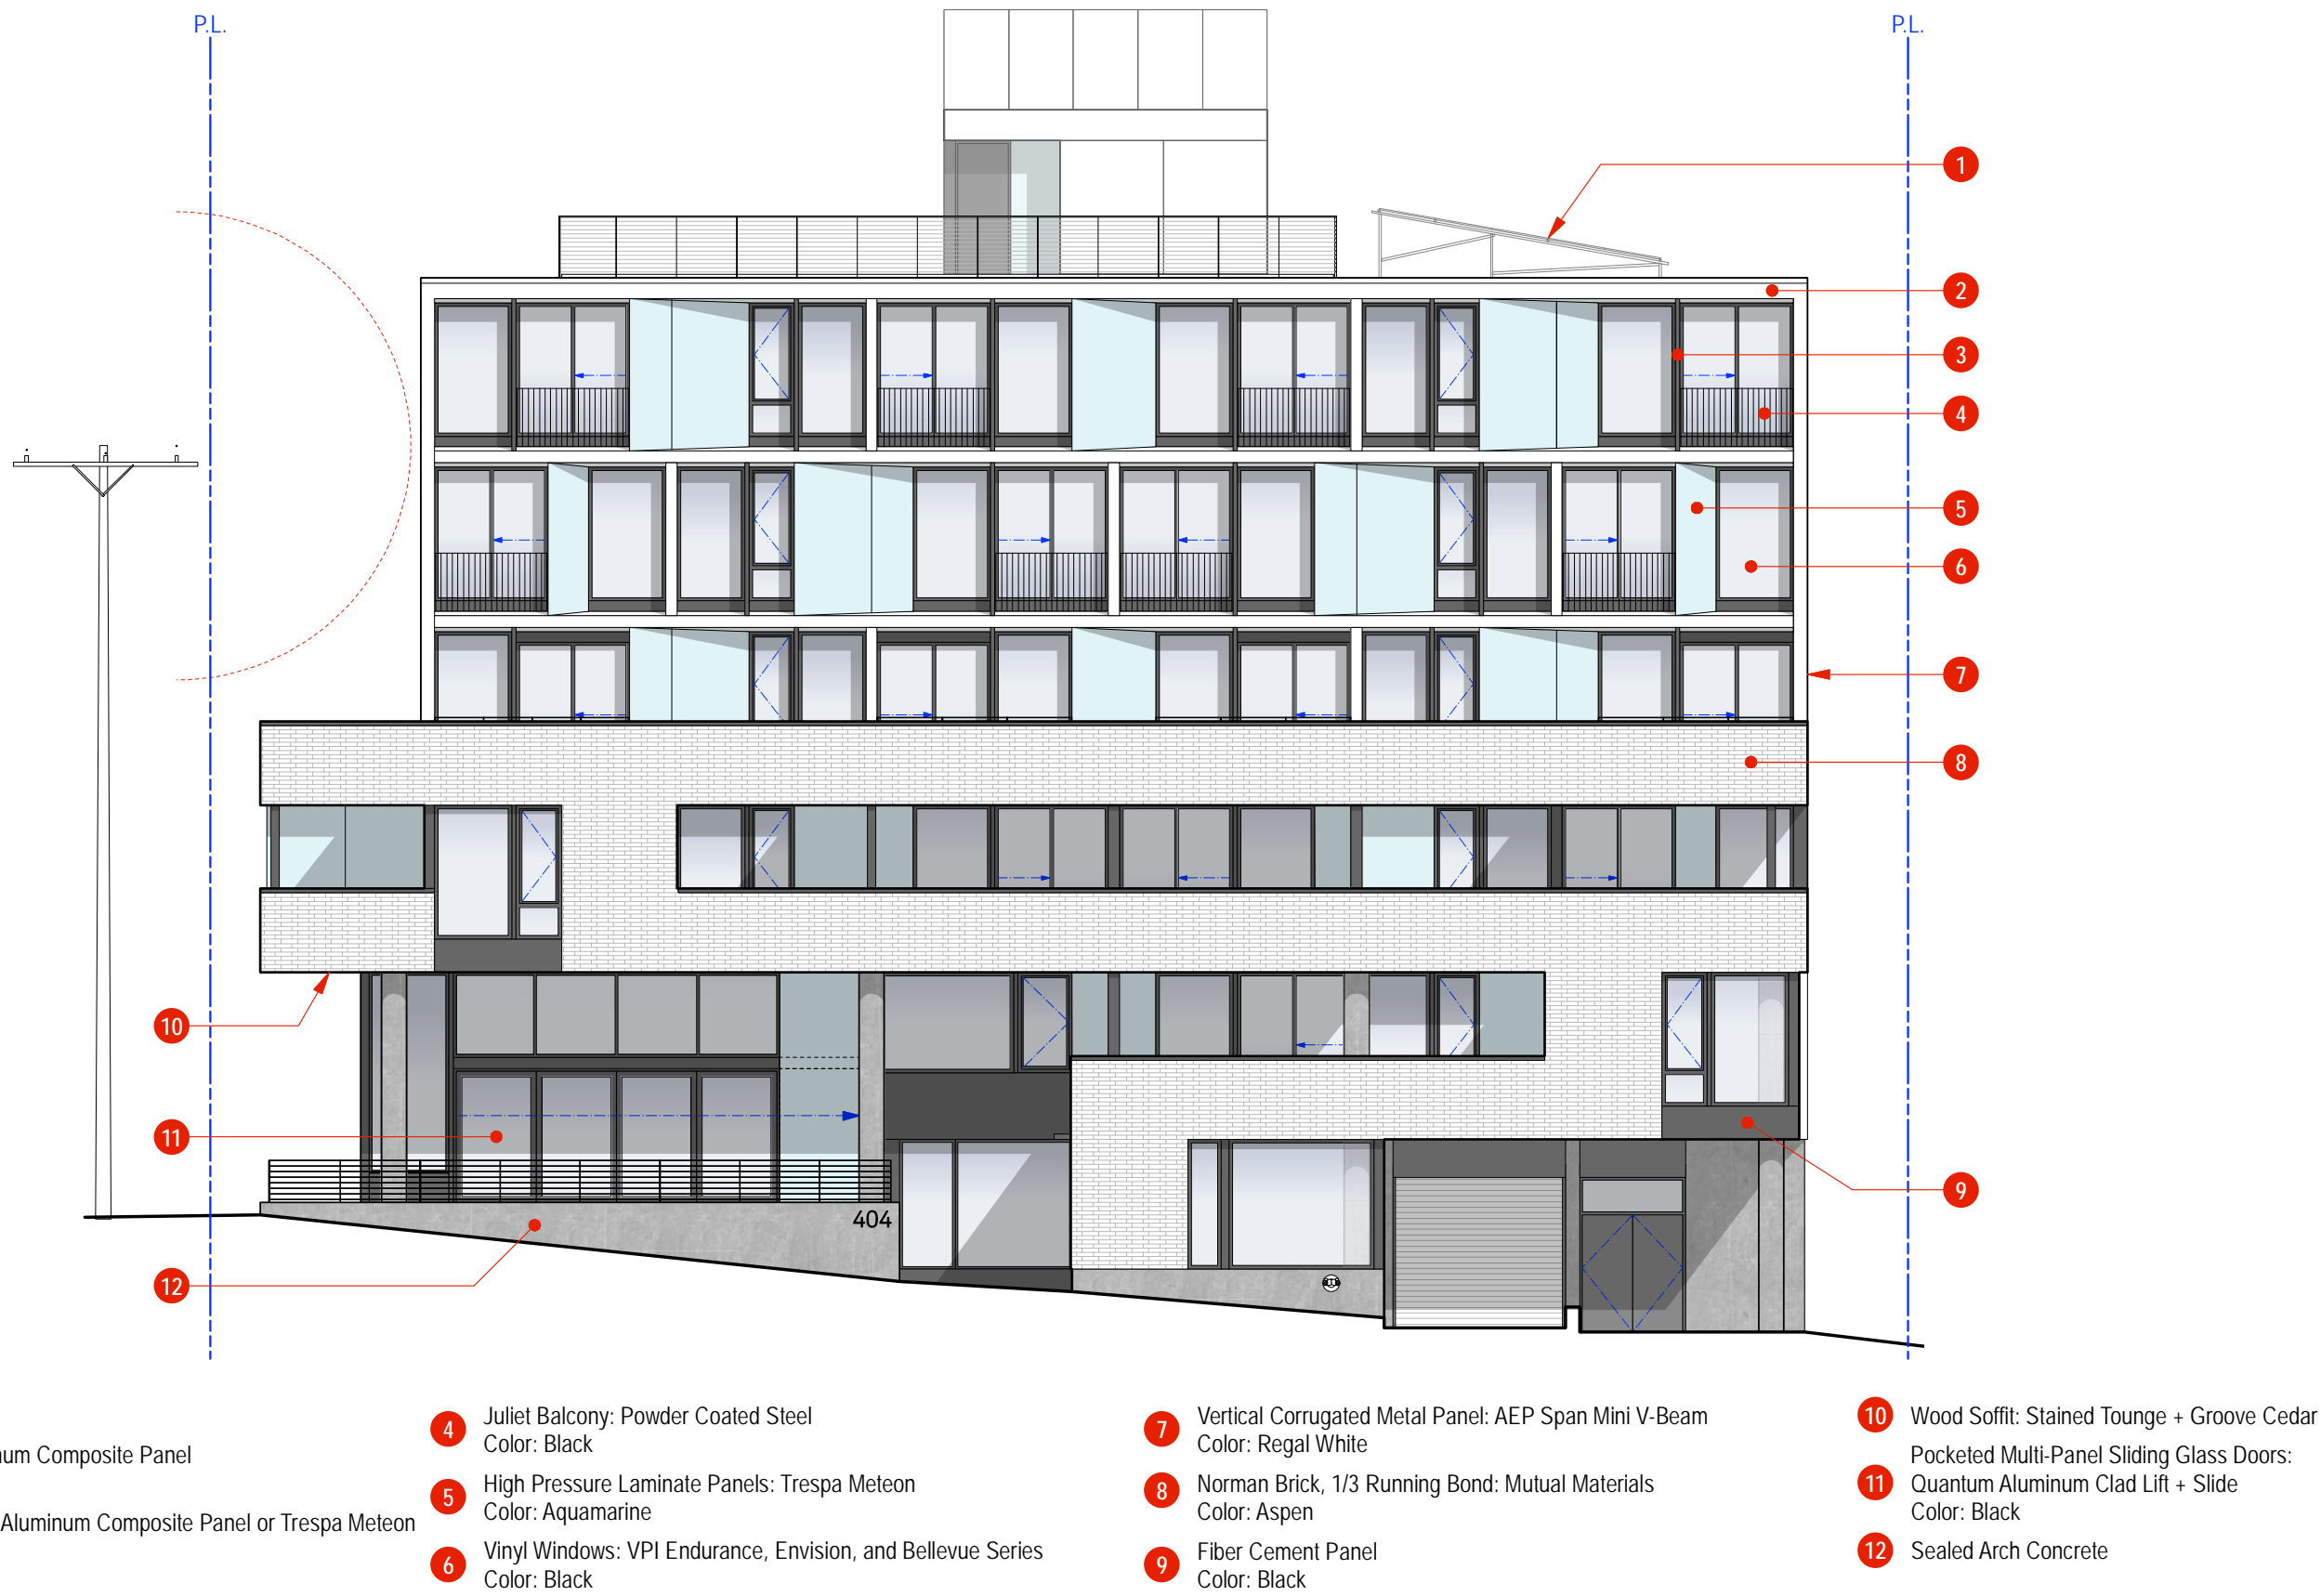 P.L.
P.L.
1
2
3
4
5
6
7
8
9
10
11
12
404
num Composite Panel
Aluminum Composite Panel or Trespa Meteon
4 Juliet Balcony: Powder Coated Steel
Color: Black
5 High Pressure Laminate Panels: Trespa Meteon
Color: Aquamarine
6 Vinyl Windows: VPI Endurance, Envision, and Bellevue Series
Color: Black
7 Vertical Corrugated Metal Panel: AEP Span Mini V-Beam
Color: Regal White
8 Norman Brick, 1/3 Running Bond: Mutual Materials
Color: Aspen
9 Fiber Cement Panel
Color: Black
10 Wood Soffit: Stained Tounge + Groove Cedar
Pocketed Multi-Panel Sliding Glass Doors:
11 Quantum Aluminum Clad Lift + Slide
Color: Black
12 Sealed Arch Concrete